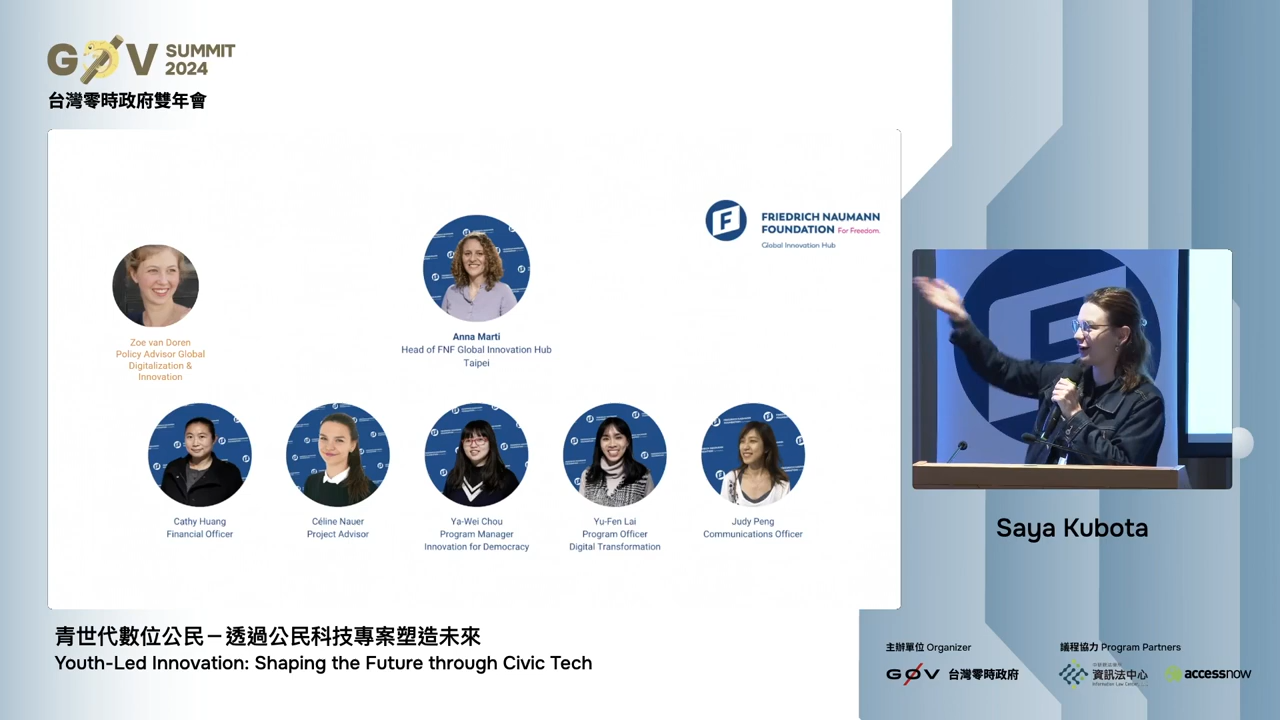 G0V SUMMIT 2024
台灣零時政府雙年會
FRIEDRICH NAUMANN
FOUNDATION For Freedom.
Global Innovation Hub
Zoe van Doren
Policy Advisor Global
Digitalization &
Innovation
Anna Marti
Head of FNF Global Innovation Hub
Taipei
Cathy Huang
Financial Officer
Céline Nauer
Project Advisor
Ya-Wei Chou
Program Manager
Innovation for Democracy
Yu-Fen Lai
Program Officer
Digital Transformation
Judy Peng
Communications Officer
Saya Kubota
青世代數位公民－透過公民科技專案塑造未來
Youth-Led Innovation: Shaping the Future through Civic Tech
主辦單位 Organizer
G0V 台灣零時政府
議程協力 Program Partners
資訊法中心
Information Law Center
accessnow